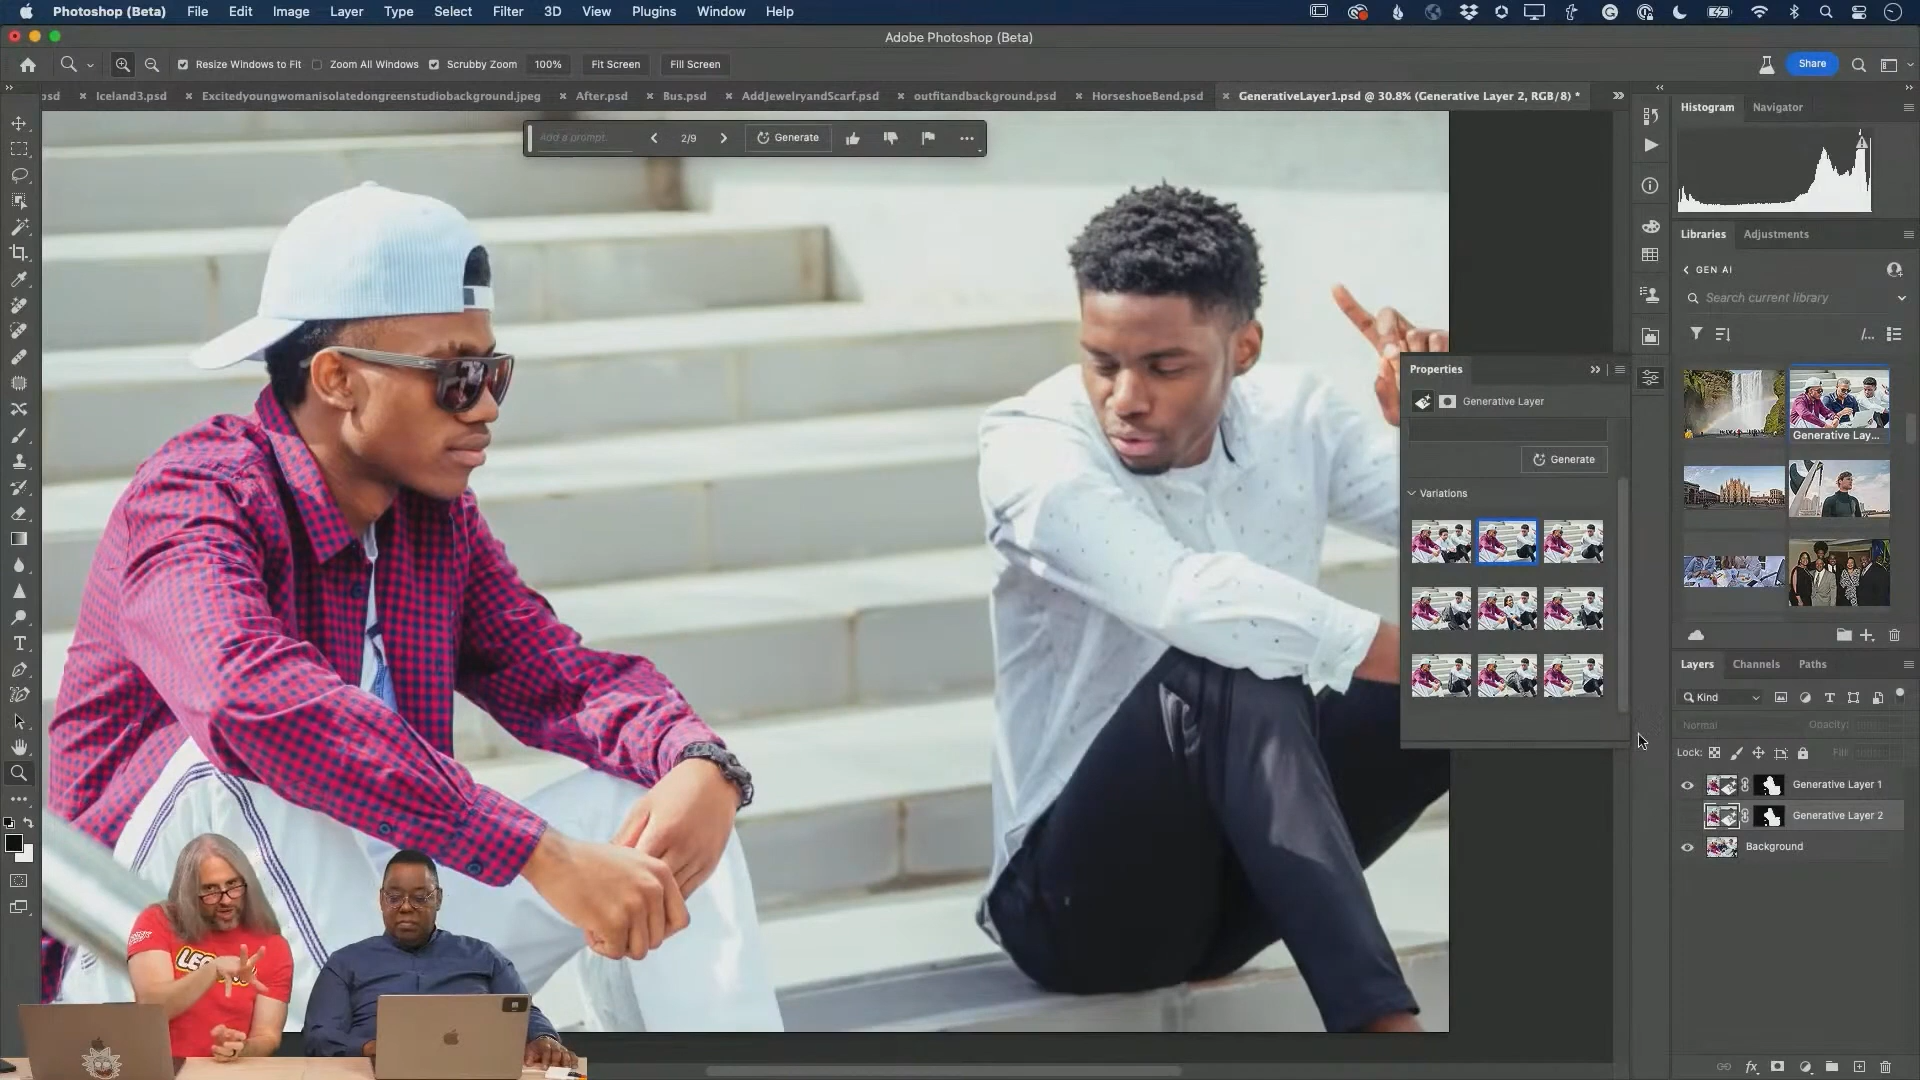 Photoshop (Beta) File Edit Image Layer Type Select Filter 3D View Plugins Window Help
Adobe Photoshop (Beta)
Resize Windows to Fit Zoom All Windows Scrubby Zoom 100% Fit Screen Fill Screen Share
psd Iceland3.psd Excitedyoungwomanisolatedongreenstudiobackground.jpeg After.psd Bus.psd AddJewelryandScarf.psd outfitandbackground.psd HorseshoeBend.psd GenerativeLayer1.psd @ 30.8% (Generative Layer 2, RGB/8) *
Histogram Navigator
Add a prompt. 2/9 Generate
Libraries Adjustments
GEN AI
Search current library
/...
Properties
Generative Layer
Generative Lay...
Generate
Variations
Layers Channels Paths
Kind
Normal Opacity:
Lock: Fill:
Generative Layer 1
Generative Layer 2
Background
fx